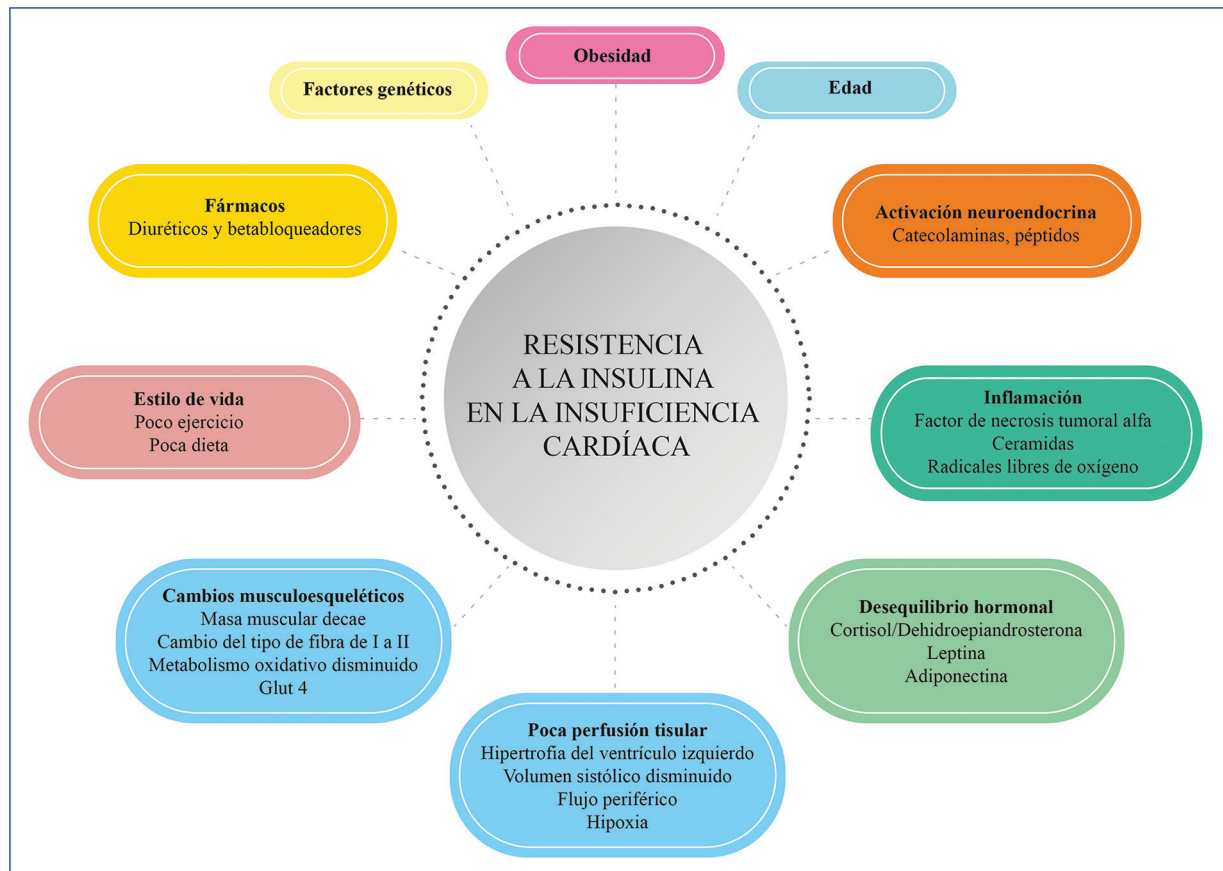 Obesidad
Factores genéticos
Edad
Fármacos
Diuréticos y betabloqueadores
Activación neuroendocrina
Catecolaminas, péptidos
RESISTENCIA
A LA INSULINA
EN LA INSUFICIENCIA
CARDÍACA
Estilo de vida
Poco ejercicio
Poca dieta
Inflamación
Factor de necrosis tumoral alfa
Ceramidas
Radicales libres de oxígeno
Cambios musculoesqueléticos
Masa muscular decae
Cambio del tipo de fibra de I a II
Metabolismo oxidativo disminuido
Glut 4
Desequilibrio hormonal
Cortisol/Dehidroepiandrosterona
Leptina
Adiponectina
Poca perfusión tisular
Hipertrofia del ventrículo izquierdo
Volumen sistólico disminuido
Flujo periférico
Hipoxia